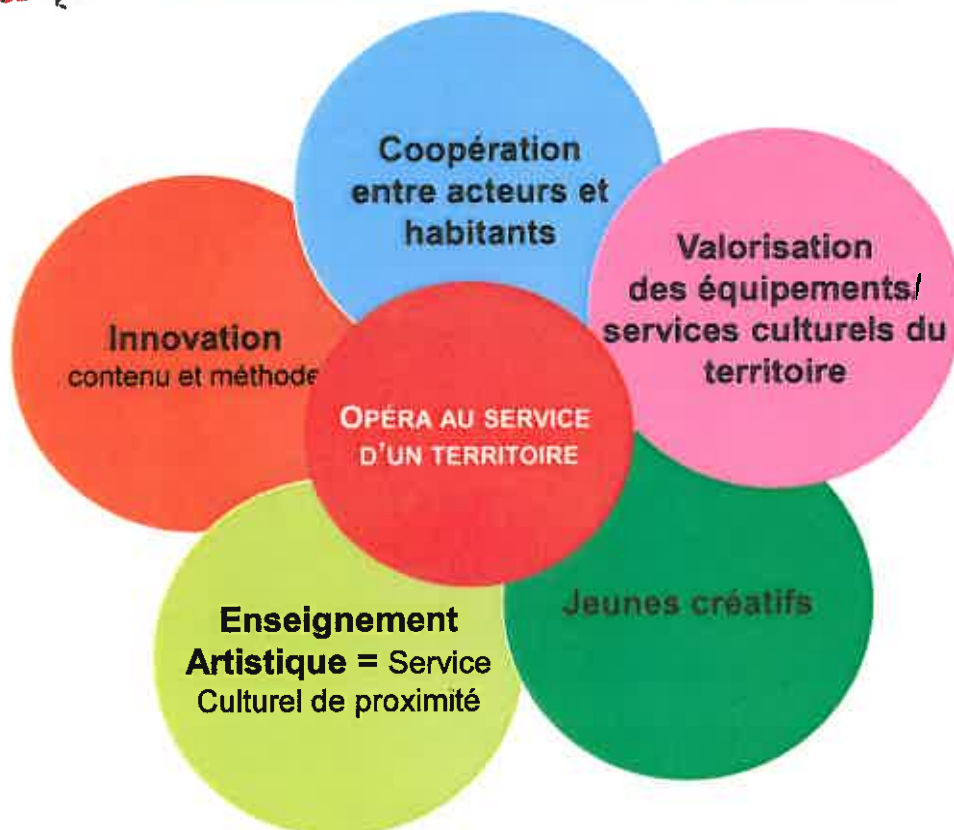 Coopération
entre acteurs et
habitants
Valorisation
des équipements/
services culturels du
territoire
Innovation
contenu et méthode
OPÉRA AU SERVICE
D'UN TERRITOIRE
Jeunes créatifs
Enseignement
Artistique = Service
Culturel de proximité